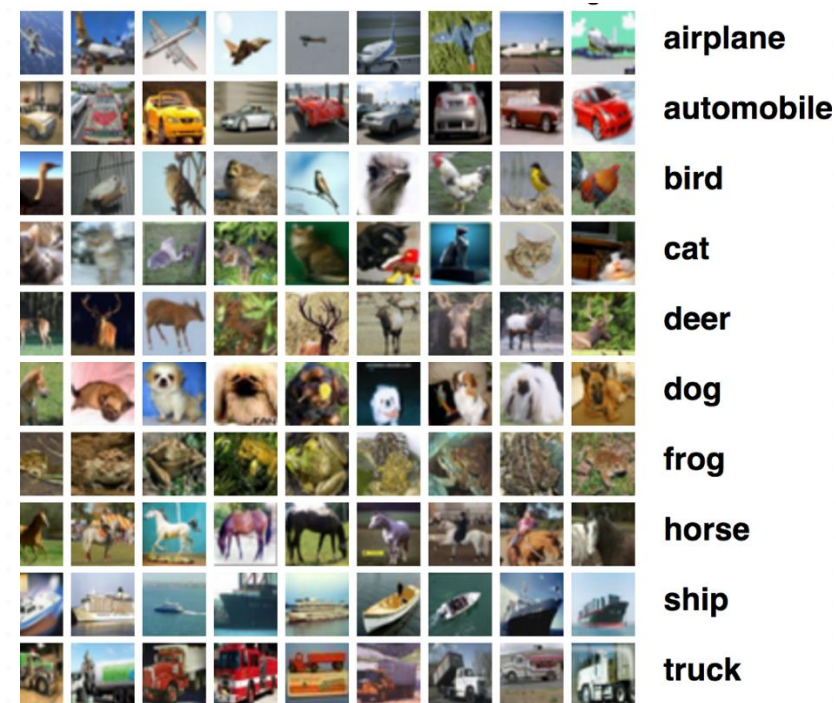 airplane
automobile
bird
cat
deer
dog
frog
horse
ship
truck